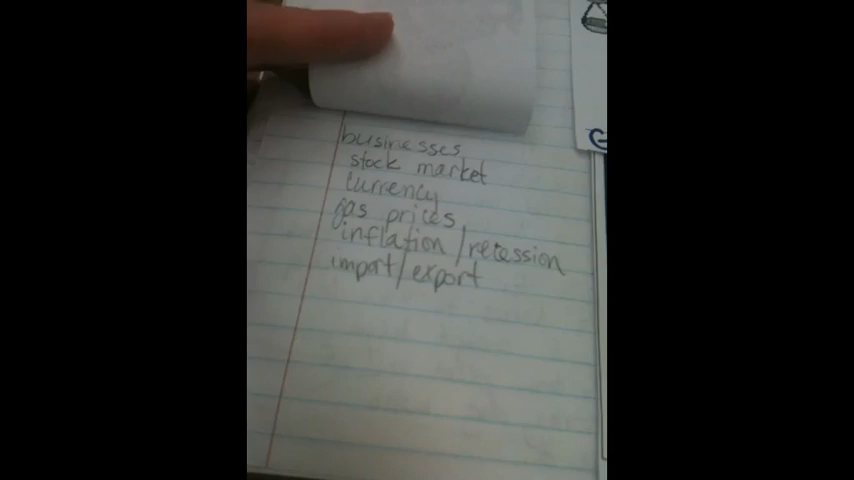 businesses
stock market
currency
gas prices
inflation/recession
import/export
G